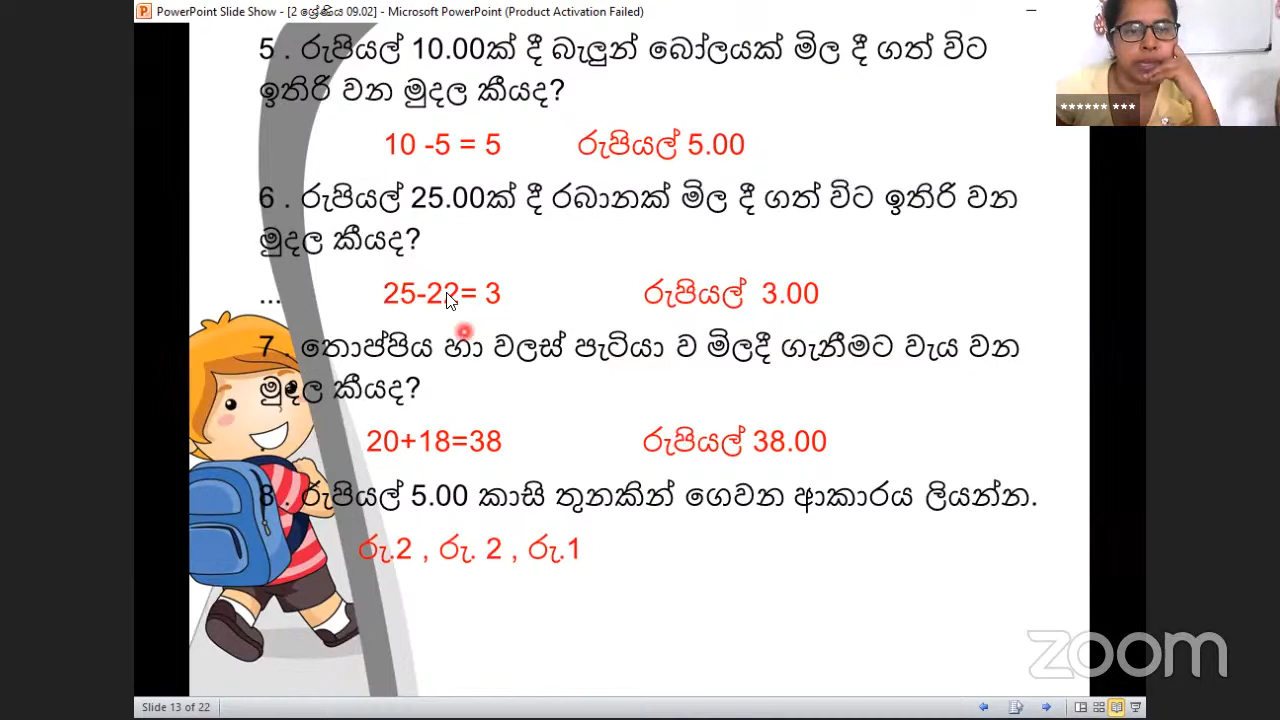 PowerPoint Slide Show - [2 ශ්‍රේණිය 09.02] - Microsoft PowerPoint (Product Activation Failed)
5 . රුපියල් 10.00ක් දී බැලුන් බෝලයක් මිල දී ගත් විට
ඉතිරි වන මුදල කීයද?
10 -5 = 5 රුපියල් 5.00
6 . රුපියල් 25.00ක් දී රබානක් මිල දී ගත් විට ඉතිරි වන
මුදල කීයද?
... 25-22= 3 රුපියල් 3.00
7 . තොප්පිය හා වලස් පැටියා ව මිලදී ගැනීමට වැය වන
මුදල කීයද?
20+18=38 රුපියල් 38.00
8 . රුපියල් 5.00 කාසි තුනකින් ගෙවන ආකාරය ලියන්න.
රු.2 , රු. 2 , රු.1
****** ***
zoom
Slide 13 of 22